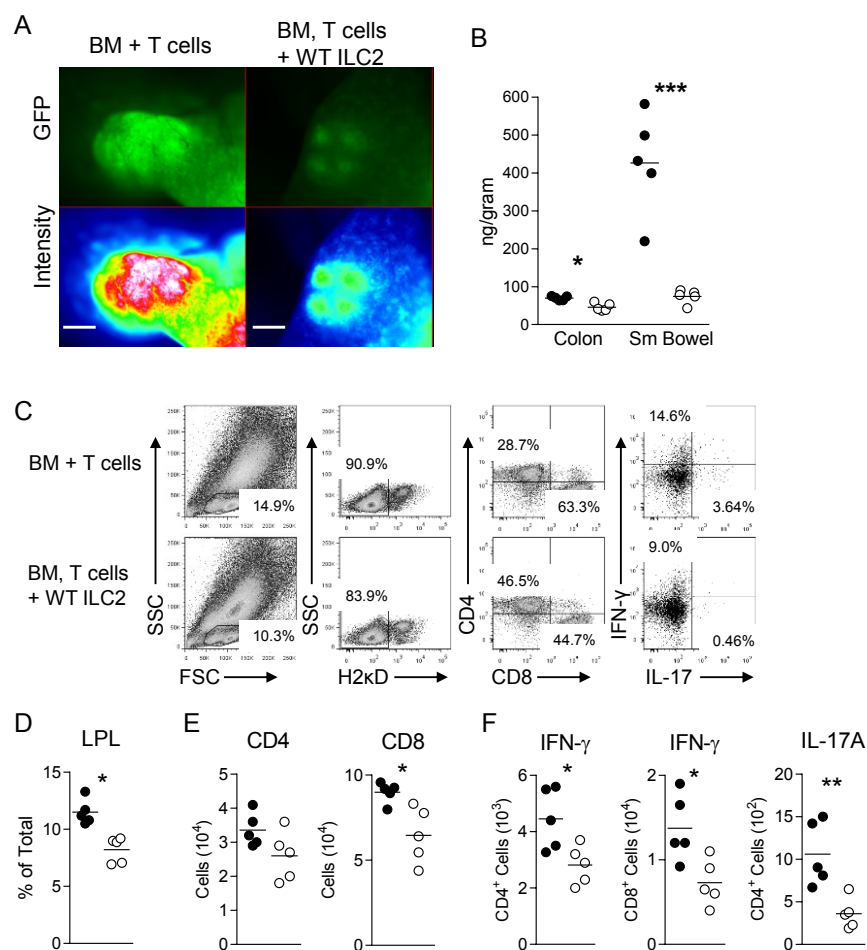 A
BM + T cells
BM, T cells
+ WT ILC2
GFP
Intensity
B
ng/gram
600
500
400
300
200
100
0
*
***
Colon
Sm Bowel
C
BM + T cells
14.9%
90.9%
28.7%
63.3%
14.6%
3.64%
BM, T cells
+ WT ILC2
10.3%
83.9%
46.5%
44.7%
9.0%
0.46%
SSC
SSC
CD4
IFN-γ
FSC
H2κD
CD8
IL-17
D
LPL
% of Total
15
10
5
0
*
E
CD4
Cells (10⁴)
5
4
3
2
1
0
CD8
Cells (10⁴)
10
5
0
*
F
IFN-γ
CD4⁺ Cells (10³)
6
4
2
0
*
IFN-γ
CD8⁺ Cells (10⁴)
2
1
0
*
IL-17A
CD4⁺ Cells (10²)
20
15
10
5
0
**